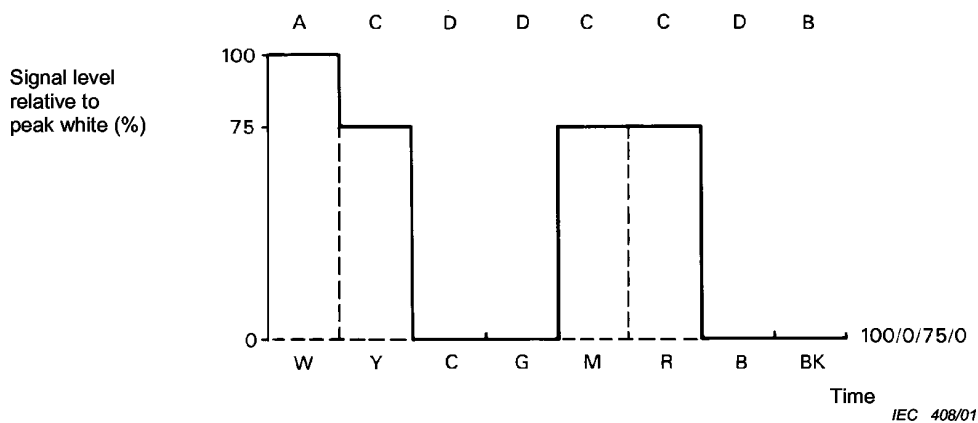 A C D D C C D B
100
Signal level
relative to
peak white (%)
75
0
100/0/75/0
W Y C G M R B BK
Time
IEC 408/01